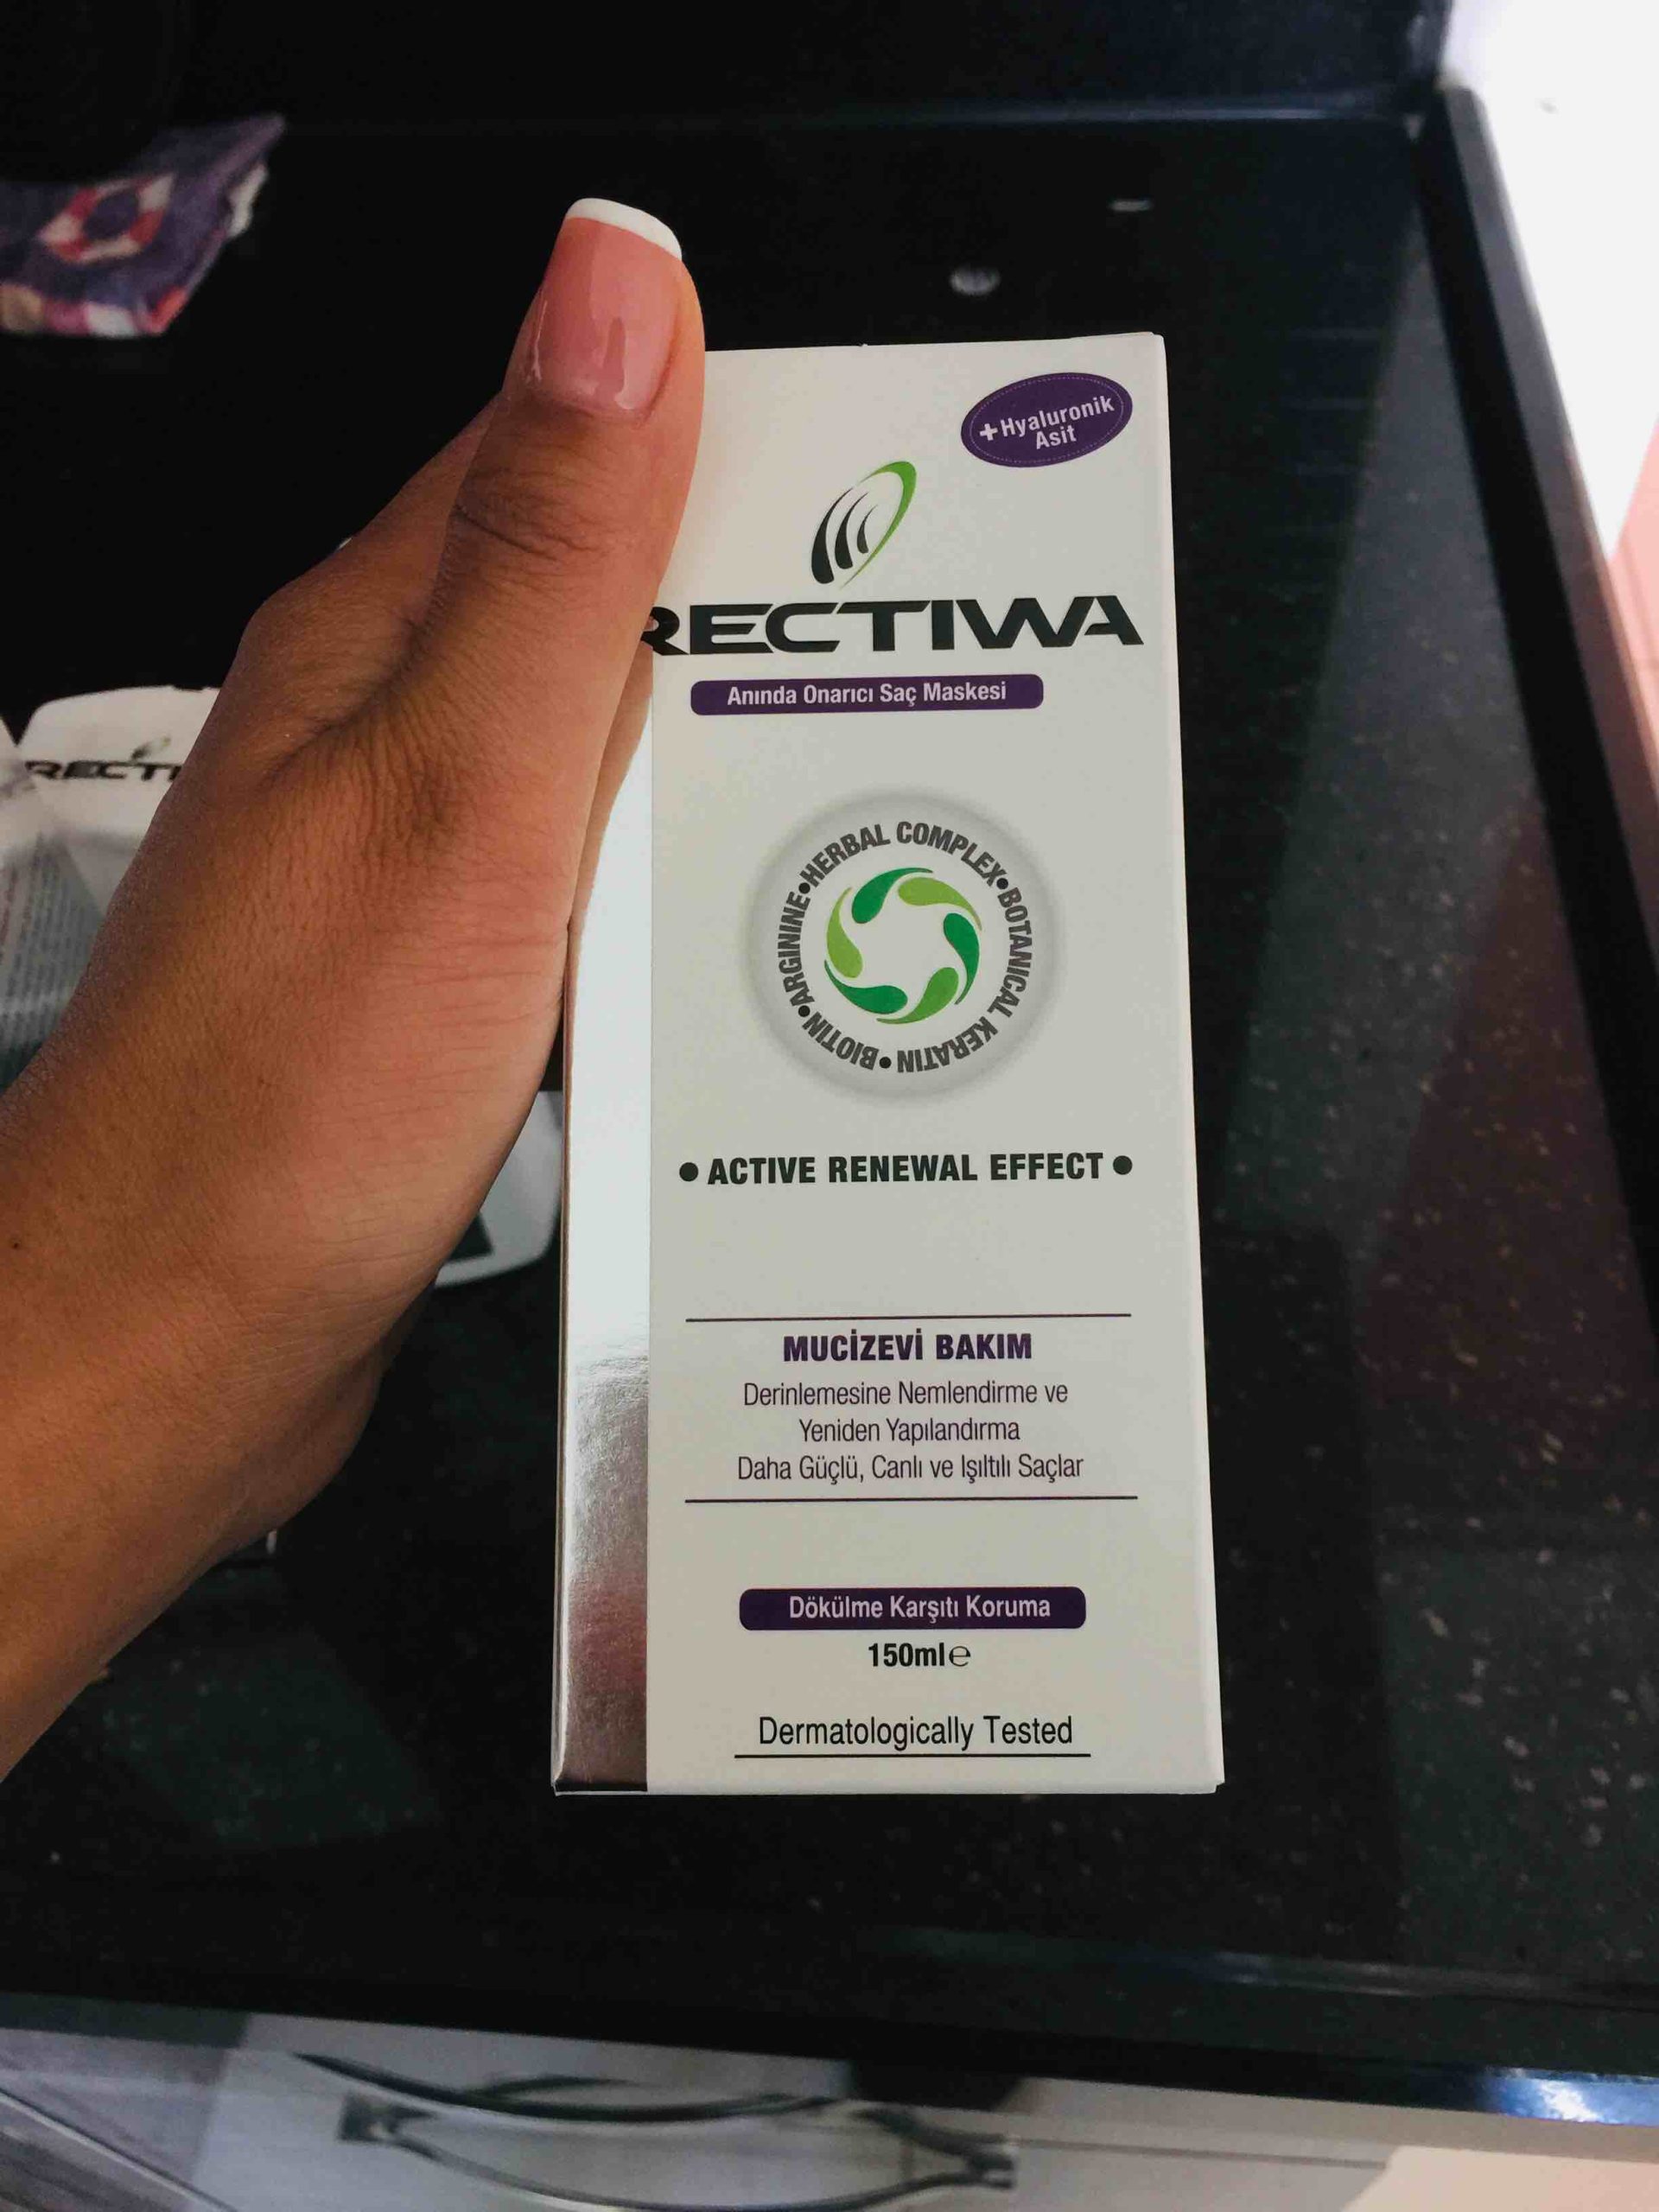 +Hyaluronik
Asit
RECTIWA
Anında Onarıcı Saç Maskesi
HERBAL COMPLEX•BOTANICAL KERATIN•BIOTIN•ARGININE•
• ACTIVE RENEWAL EFFECT •
MUCİZEVİ BAKIM
Derinlemesine Nemlendirme ve
Yeniden Yapılandırma
Daha Güçlü, Canlı ve Işıltılı Saçlar
Dökülme Karşıtı Koruma
150ml℮
Dermatologically Tested
RECTI